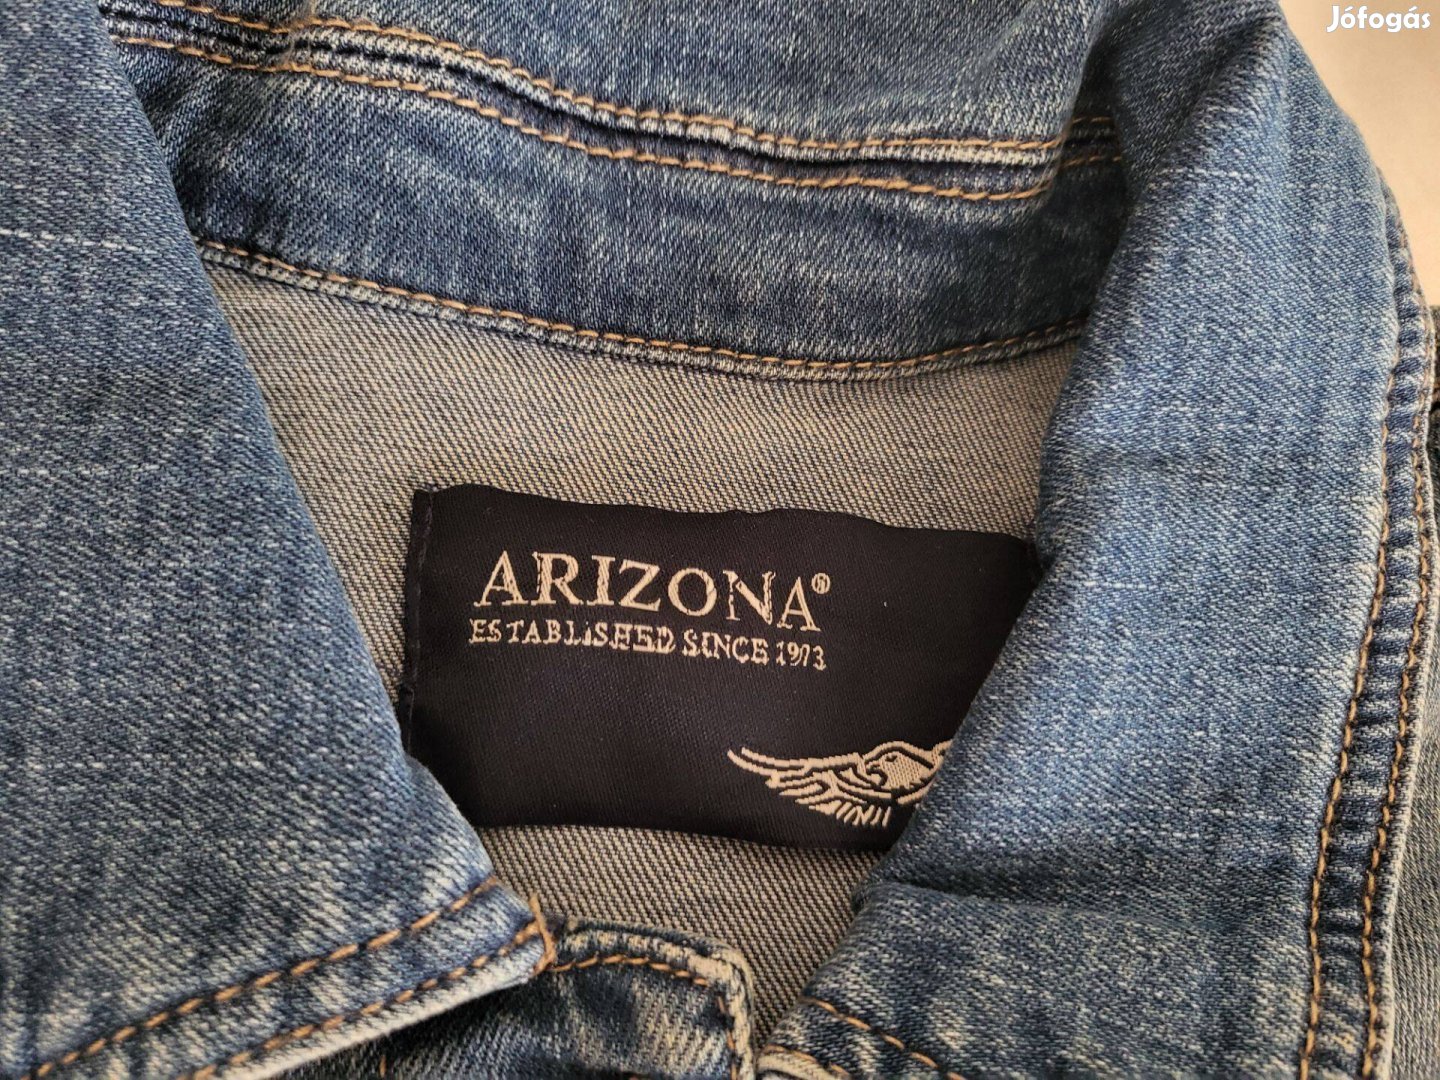 Jófogás
ARIZONA®
ESTABLISHED SINCE 1973